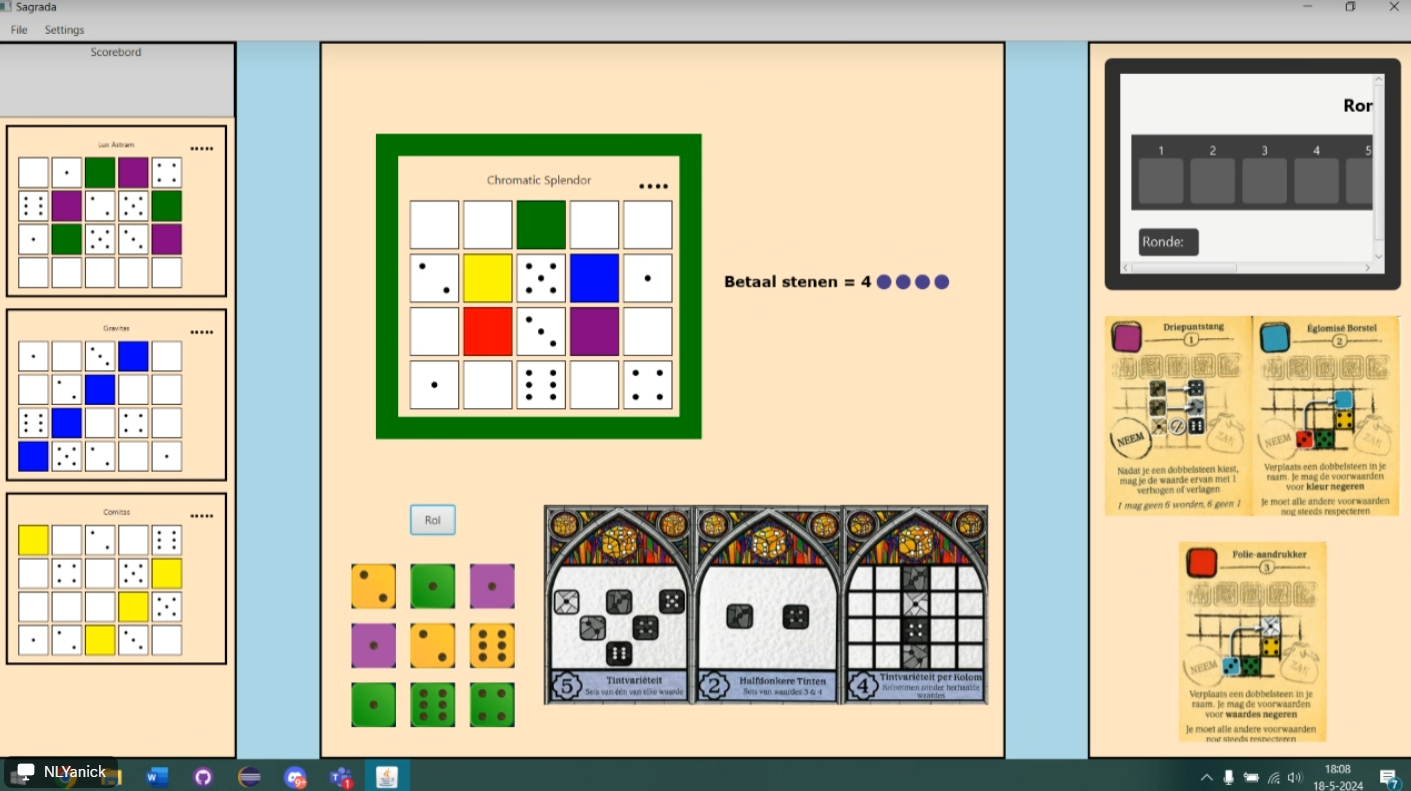 Sagrada
File Settings
Scorebord
Lux Astram
Gravitas
Comitas
Chromatic Splendor
Betaal stenen = 4
Rol
5
Tintvariëteit
Sets van één van elke waarde
2
Halfdonkere Tinten
Sets van waardes 3 & 4
4
Tintvariëteit per Kolom
Kolommen zonder herhaalde
waardes
Ron
1 2 3 4 5
Ronde:
Driepuntstang
1
NEEM
ZAK
Nadat je een dobbelsteen kiest,
mag je de waarde ervan met 1
verhogen of verlagen
1 mag geen 6 worden, 6 geen 1
Églomisé Borstel
2
NEEM
ZAK
Verplaats een dobbelsteen in je
raam. Je mag de voorwaarden
voor kleur negeren
Je moet alle andere voorwaarden
nog steeds respecteren
Folie-aandrukker
3
NEEM
ZAK
Verplaats een dobbelsteen in je
raam. Je mag de voorwaarden
voor waardes negeren
Je moet alle andere voorwaarden
nog steeds respecteren
NLYanick
18:08
18-5-2024